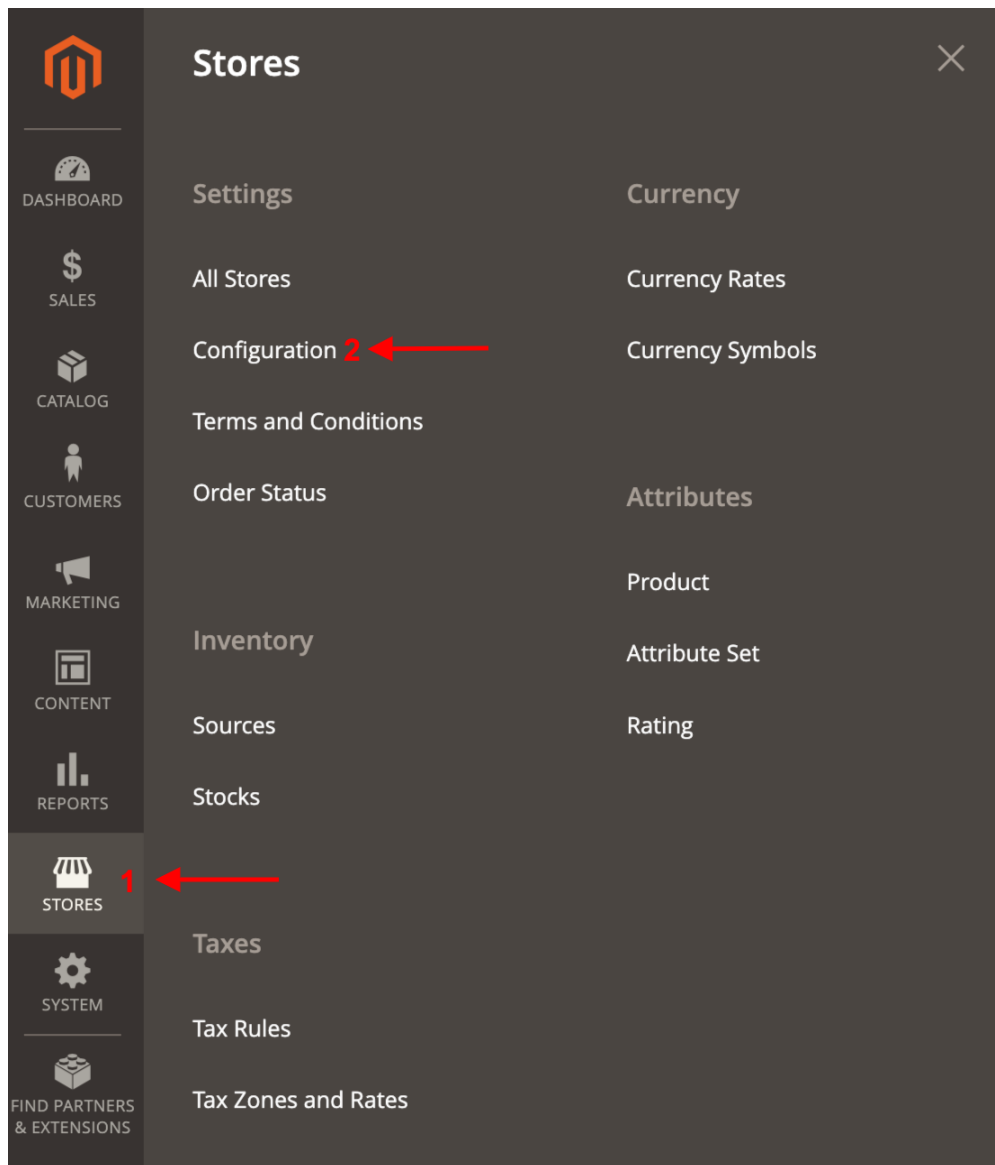 Stores
DASHBOARD
SALES
CATALOG
CUSTOMERS
MARKETING
CONTENT
REPORTS
STORES 1
SYSTEM
FIND PARTNERS
& EXTENSIONS
Settings
All Stores
Configuration 2
Terms and Conditions
Order Status
Inventory
Sources
Stocks
Taxes
Tax Rules
Tax Zones and Rates
Currency
Currency Rates
Currency Symbols
Attributes
Product
Attribute Set
Rating